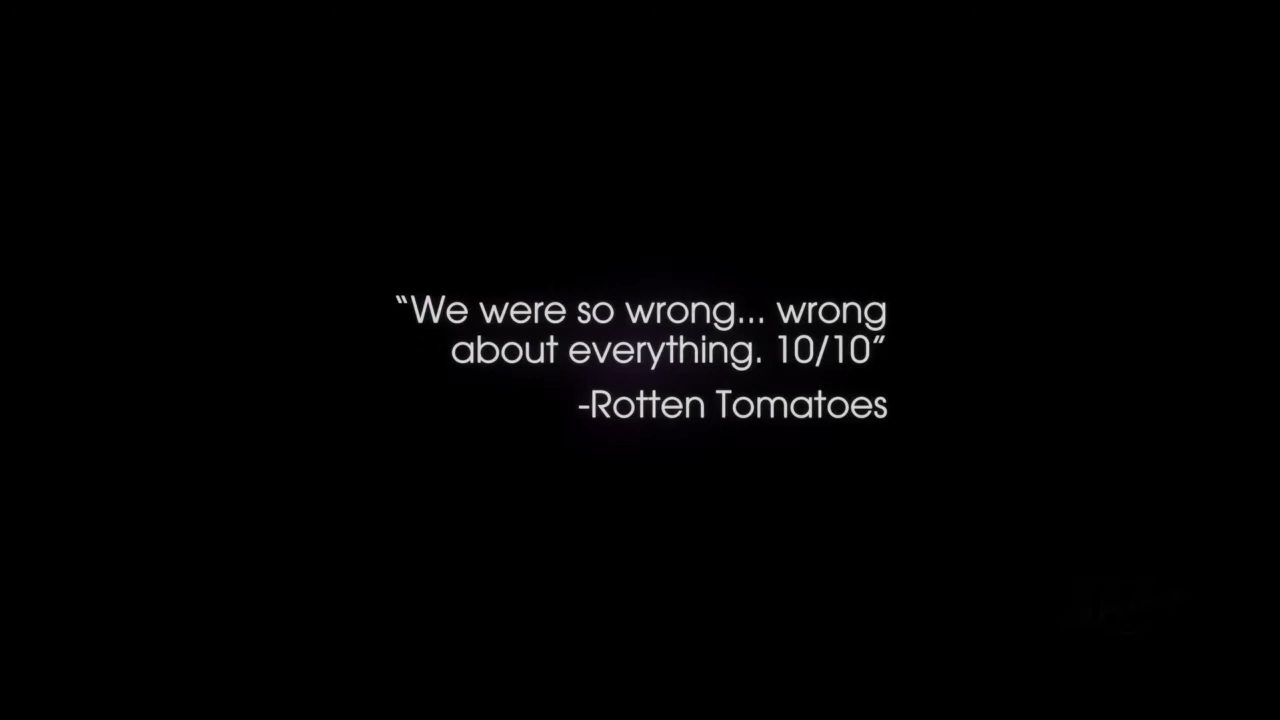 “We were so wrong... wrong
about everything. 10/10”
-Rotten Tomatoes